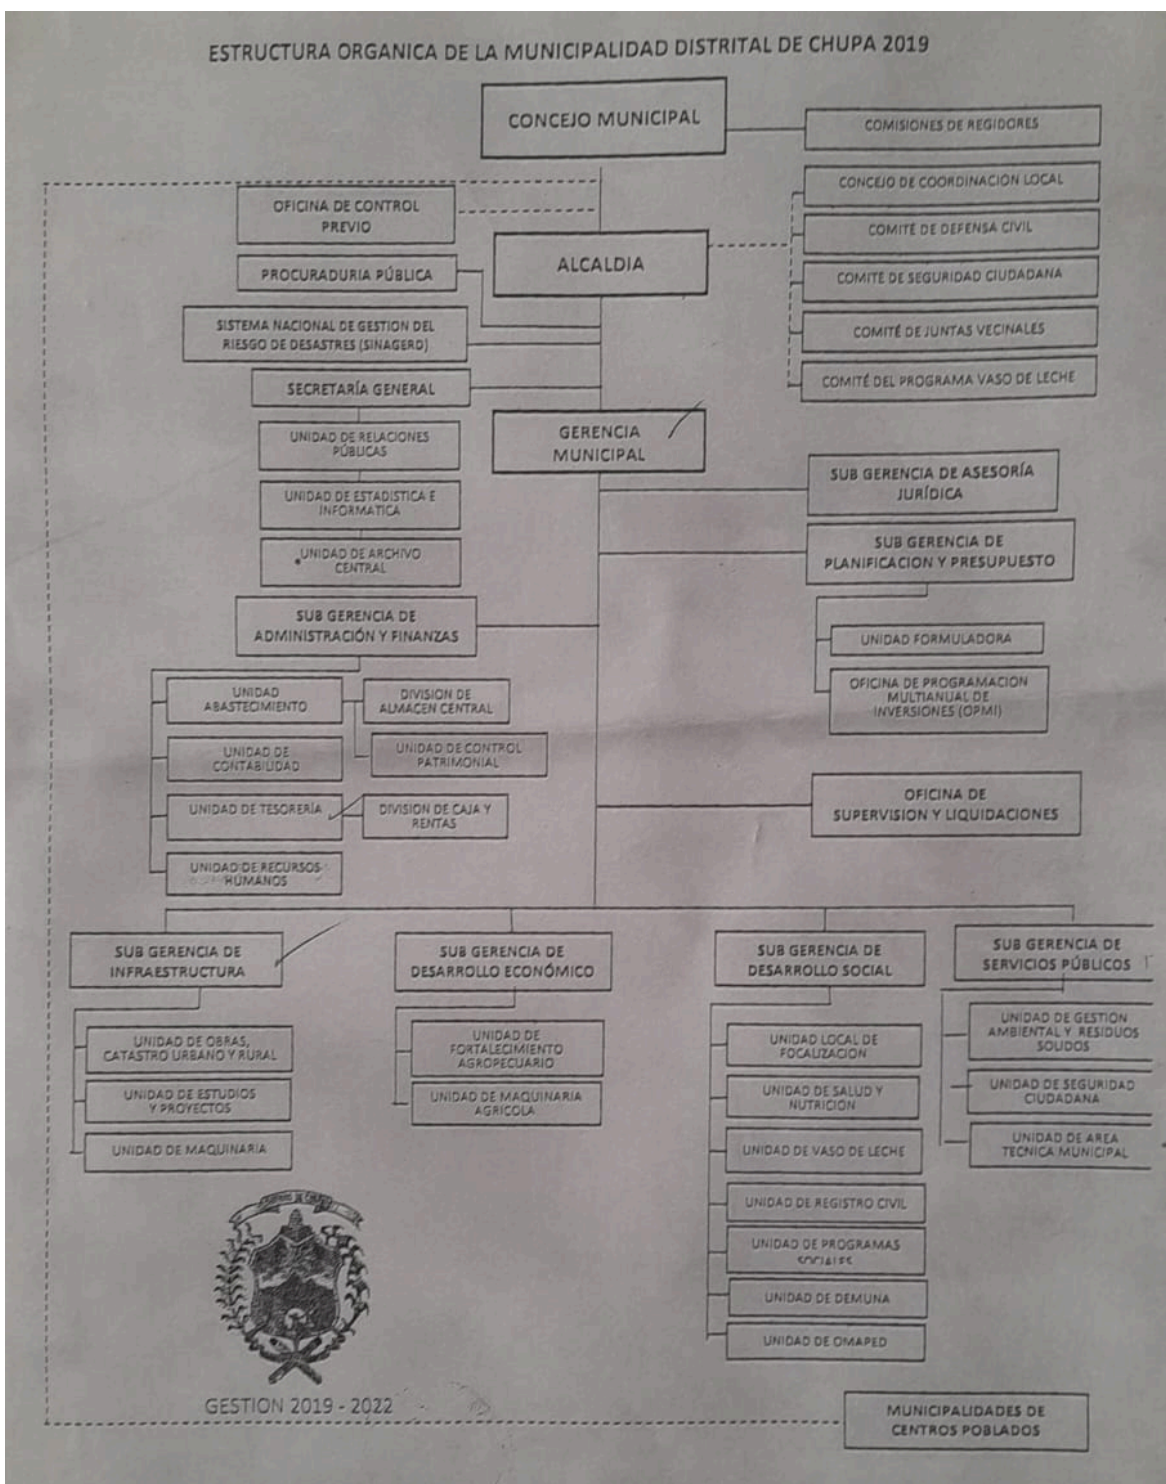 ESTRUCTURA ORGANICA DE LA MUNICIPALIDAD DISTRITAL DE CHUPA 2019
CONCEJO MUNICIPAL
COMISIONES DE REGIDORES
CONCEJO DE COORDINACION LOCAL
OFICINA DE CONTROL
PREVIO
COMITÉ DE DEFENSA CIVIL
ALCALDIA
PROCURADURIA PÚBLICA
COMITÉ DE SEGURIDAD CIUDADANA
SISTEMA NACIONAL DE GESTION DEL
RIESGO DE DESASTRES (SINAGERD)
COMITÉ DE JUNTAS VECINALES
SECRETARÍA GENERAL
COMITÉ DEL PROGRAMA VASO DE LECHE
UNIDAD DE RELACIONES
PÚBLICAS
GERENCIA
MUNICIPAL
UNIDAD DE ESTADISTICA E
INFORMATICA
SUB GERENCIA DE ASESORÍA
JURÍDICA
UNIDAD DE ARCHIVO
CENTRAL
SUB GERENCIA DE
PLANIFICACION Y PRESUPUESTO
SUB GERENCIA DE
ADMINISTRACIÓN Y FINANZAS
UNIDAD FORMULADORA
OFICINA DE PROGRAMACION
MULTIANUAL DE
INVERSIONES (OPMI)
UNIDAD
ABASTECIMIENTO
DIVISION DE
ALMACEN CENTRAL
UNIDAD DE
CONTABILIDAD
UNIDAD DE CONTROL
PATRIMONIAL
UNIDAD DE TESORERÍA
DIVISION DE CAJA Y
RENTAS
OFICINA DE
SUPERVISION Y LIQUIDACIONES
UNIDAD DE RECURSOS
HUMANOS
SUB GERENCIA DE
INFRAESTRUCTURA
SUB GERENCIA DE
DESARROLLO ECONÓMICO
SUB GERENCIA DE
DESARROLLO SOCIAL
SUB GERENCIA DE
SERVICIOS PÚBLICOS
UNIDAD DE OBRAS,
CATASTRO URBANO Y RURAL
UNIDAD DE ESTUDIOS
Y PROYECTOS
UNIDAD DE MAQUINARIA
UNIDAD DE
FORTALECIMIENTO
AGROPECUARIO
UNIDAD DE MAQUINARIA
AGRICOLA
UNIDAD LOCAL DE
FOCALIZACION
UNIDAD DE SALUD Y
NUTRICION
UNIDAD DE VASO DE LECHE
UNIDAD DE REGISTRO CIVIL
UNIDAD DE PROGRAMAS
SOCIALES
UNIDAD DE DEMUNA
UNIDAD DE OMAPED
UNIDAD DE GESTION
AMBIENTAL Y RESIDUOS
SOLIDOS
UNIDAD DE SEGURIDAD
CIUDADANA
UNIDAD DE AREA
TECNICA MUNICIPAL
GESTION 2019 - 2022
MUNICIPALIDADES DE
CENTROS POBLADOS